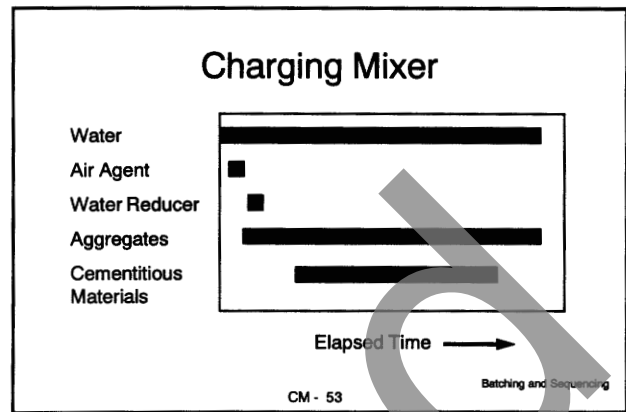 Charging Mixer
Water
Air Agent
Water Reducer
Aggregates
Cementitious
Materials
Elapsed Time
Batching and Sequencing
CM - 53